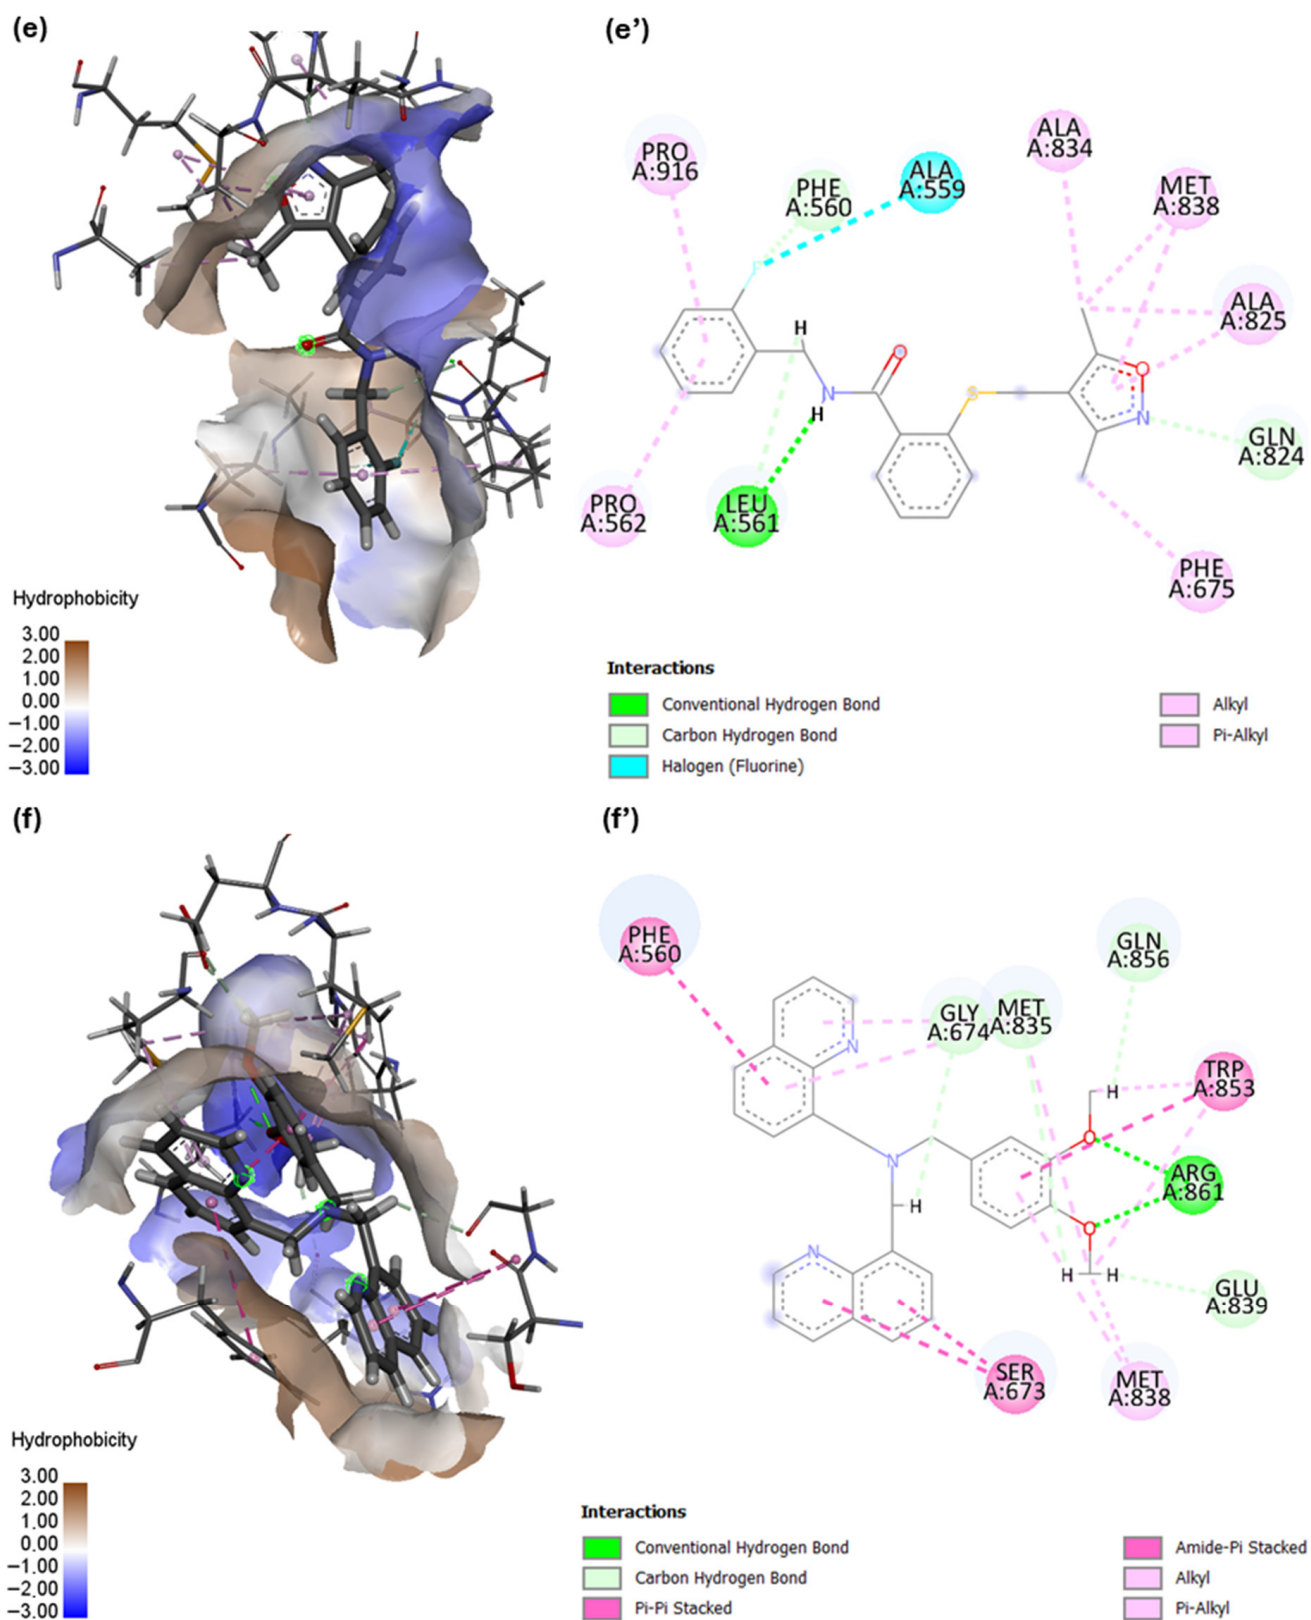 (e)
(e’)
PRO
A:916
PHE
A:560
ALA
A:559
ALA
A:834
MET
A:838
ALA
A:825
GLN
A:824
PHE
A:675
LEU
A:561
PRO
A:562
F
H
N
H
O
S
O
N
Hydrophobicity
3.00
2.00
1.00
0.00
−1.00
−2.00
−3.00
Interactions
Conventional Hydrogen Bond
Carbon Hydrogen Bond
Halogen (Fluorine)
Alkyl
Pi-Alkyl
(f)
(f’)
PHE
A:560
GLY
A:674
MET
A:835
GLN
A:856
TRP
A:853
ARG
A:861
GLU
A:839
MET
A:838
SER
A:673
N
H
O
N
H
O
H H
N
Hydrophobicity
3.00
2.00
1.00
0.00
−1.00
−2.00
−3.00
Interactions
Conventional Hydrogen Bond
Carbon Hydrogen Bond
Pi-Pi Stacked
Amide-Pi Stacked
Alkyl
Pi-Alkyl